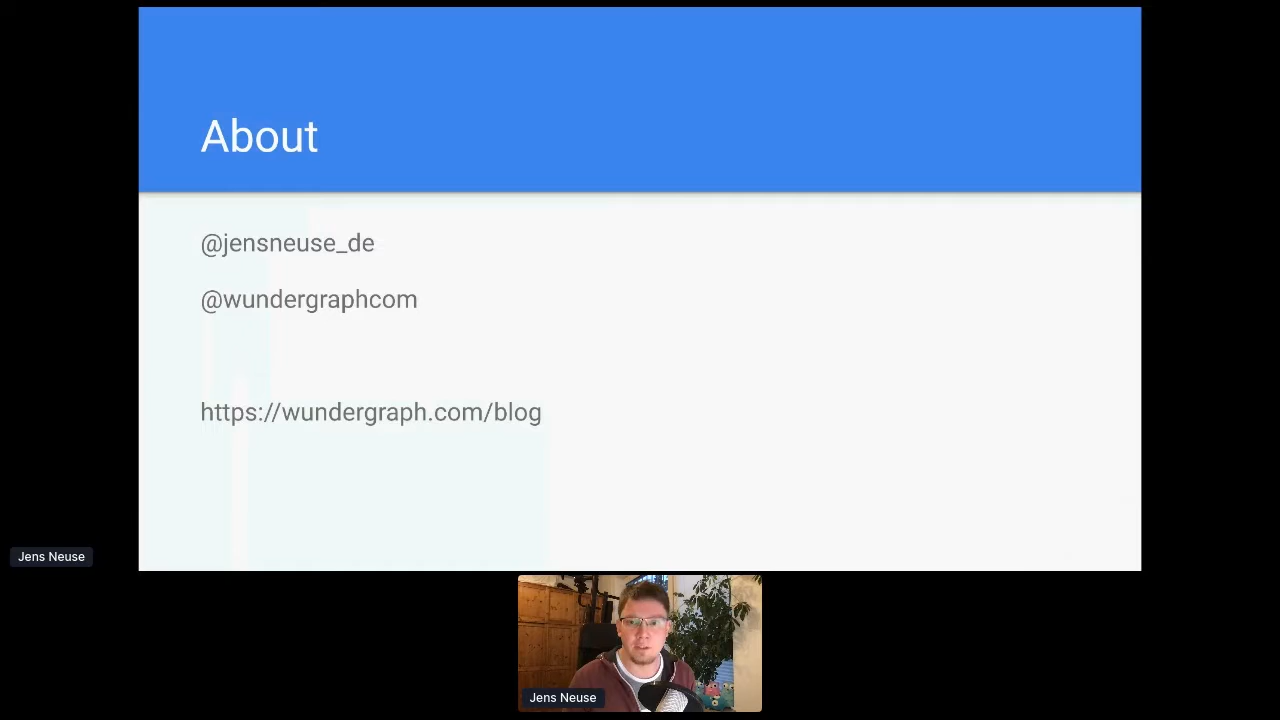 About
@jensneuse_de
@wundergraphcom
https://wundergraph.com/blog
Jens Neuse
Jens Neuse